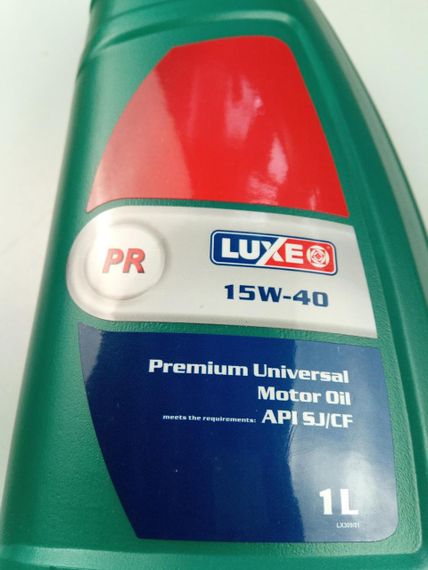 PR
LUXE
15W-40
Premium Universal
Motor Oil
meets the requirements: API SJ/CF
1L